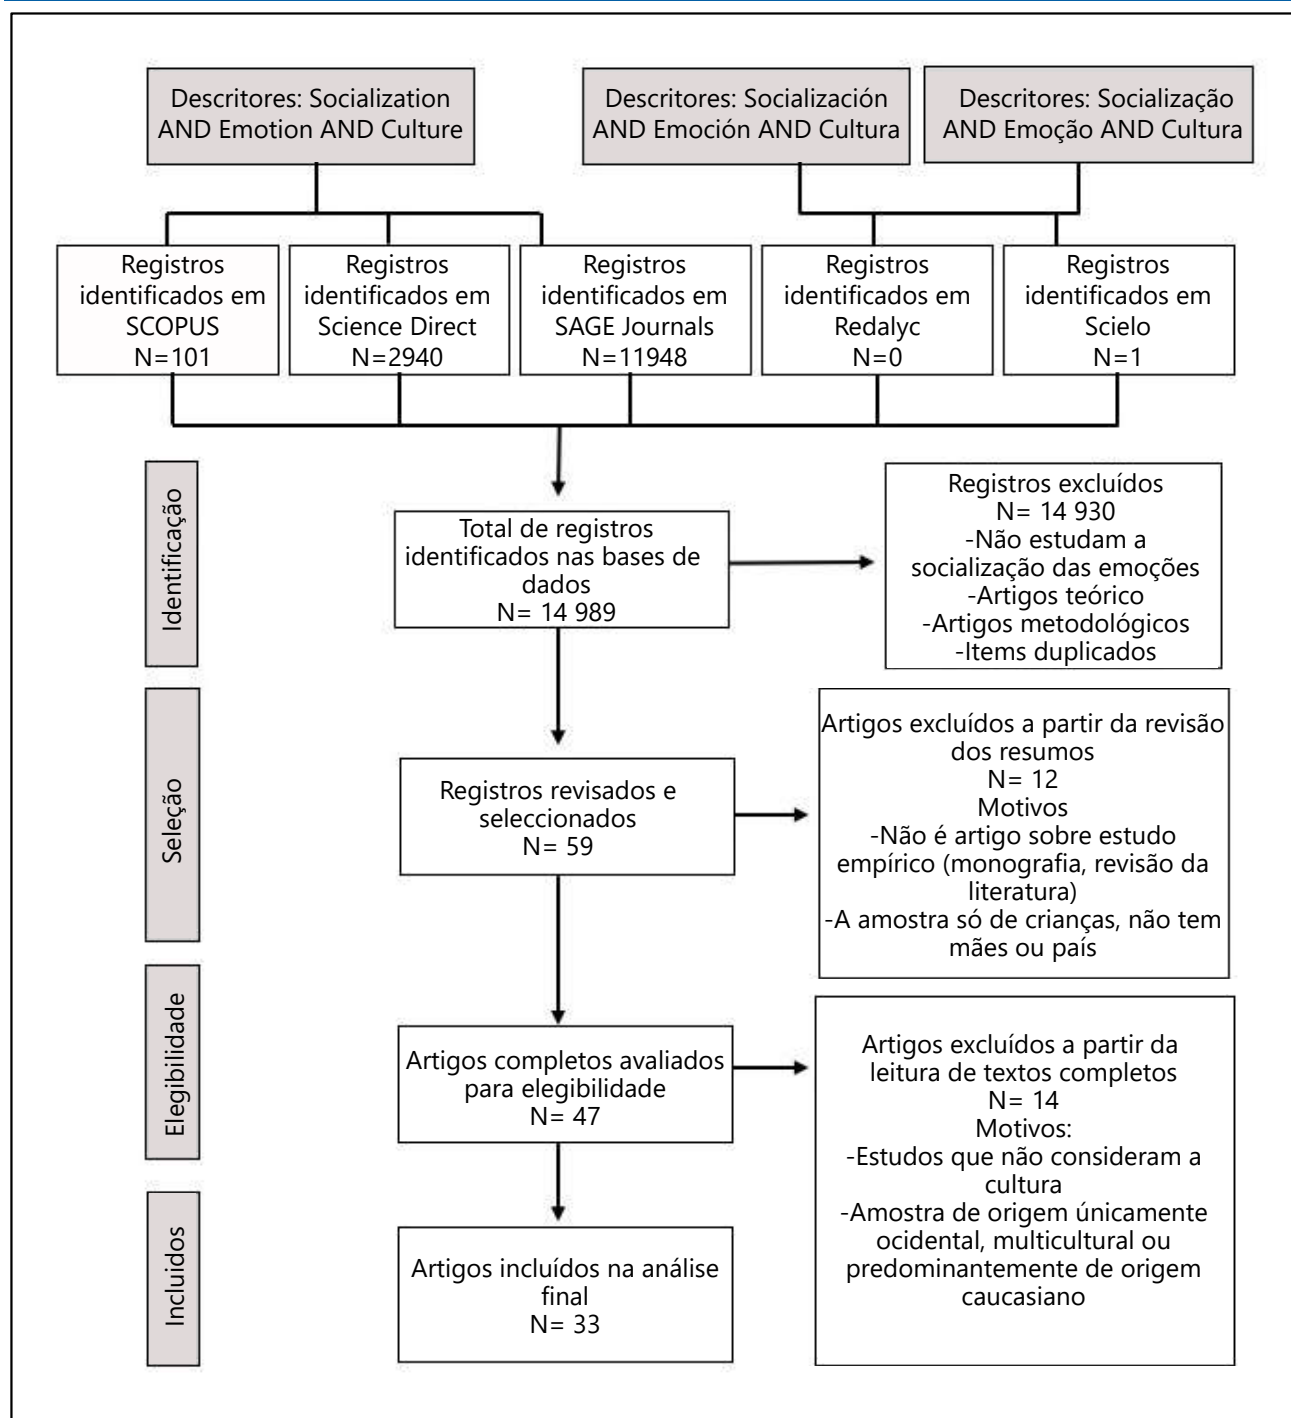 Descritores: Socialization
AND Emotion AND Culture
Descritores: Socialización
AND Emoción AND Cultura
Descritores: Socialização
AND Emoção AND Cultura
Registros
identificados em
SCOPUS
N=101
Registros
identificados em
Science Direct
N=2940
Registros
identificados em
SAGE Journals
N=11948
Registros
identificados em
Redalyc
N=0
Registros
identificados em
Scielo
N=1
Identificação
Total de registros
identificados nas bases de
dados
N= 14 989
Registros excluídos
N= 14 930
-Não estudam a
socialização das emoções
-Artigos teórico
-Artigos metodológicos
-Items duplicados
Seleção
Registros revisados e
seleccionados
N= 59
Artigos excluídos a partir da revisão
dos resumos
N= 12
Motivos
-Não é artigo sobre estudo
empírico (monografia, revisão da
literatura)
-A amostra só de crianças, não tem
mães ou país
Elegibilidade
Artigos completos avaliados
para elegibilidade
N= 47
Artigos excluídos a partir da
leitura de textos completos
N= 14
Motivos:
-Estudos que não consideram a
cultura
-Amostra de origem únicamente
ocidental, multicultural ou
predominantemente de origem
caucasiano
Incluidos
Artigos incluídos na análise
final
N= 33